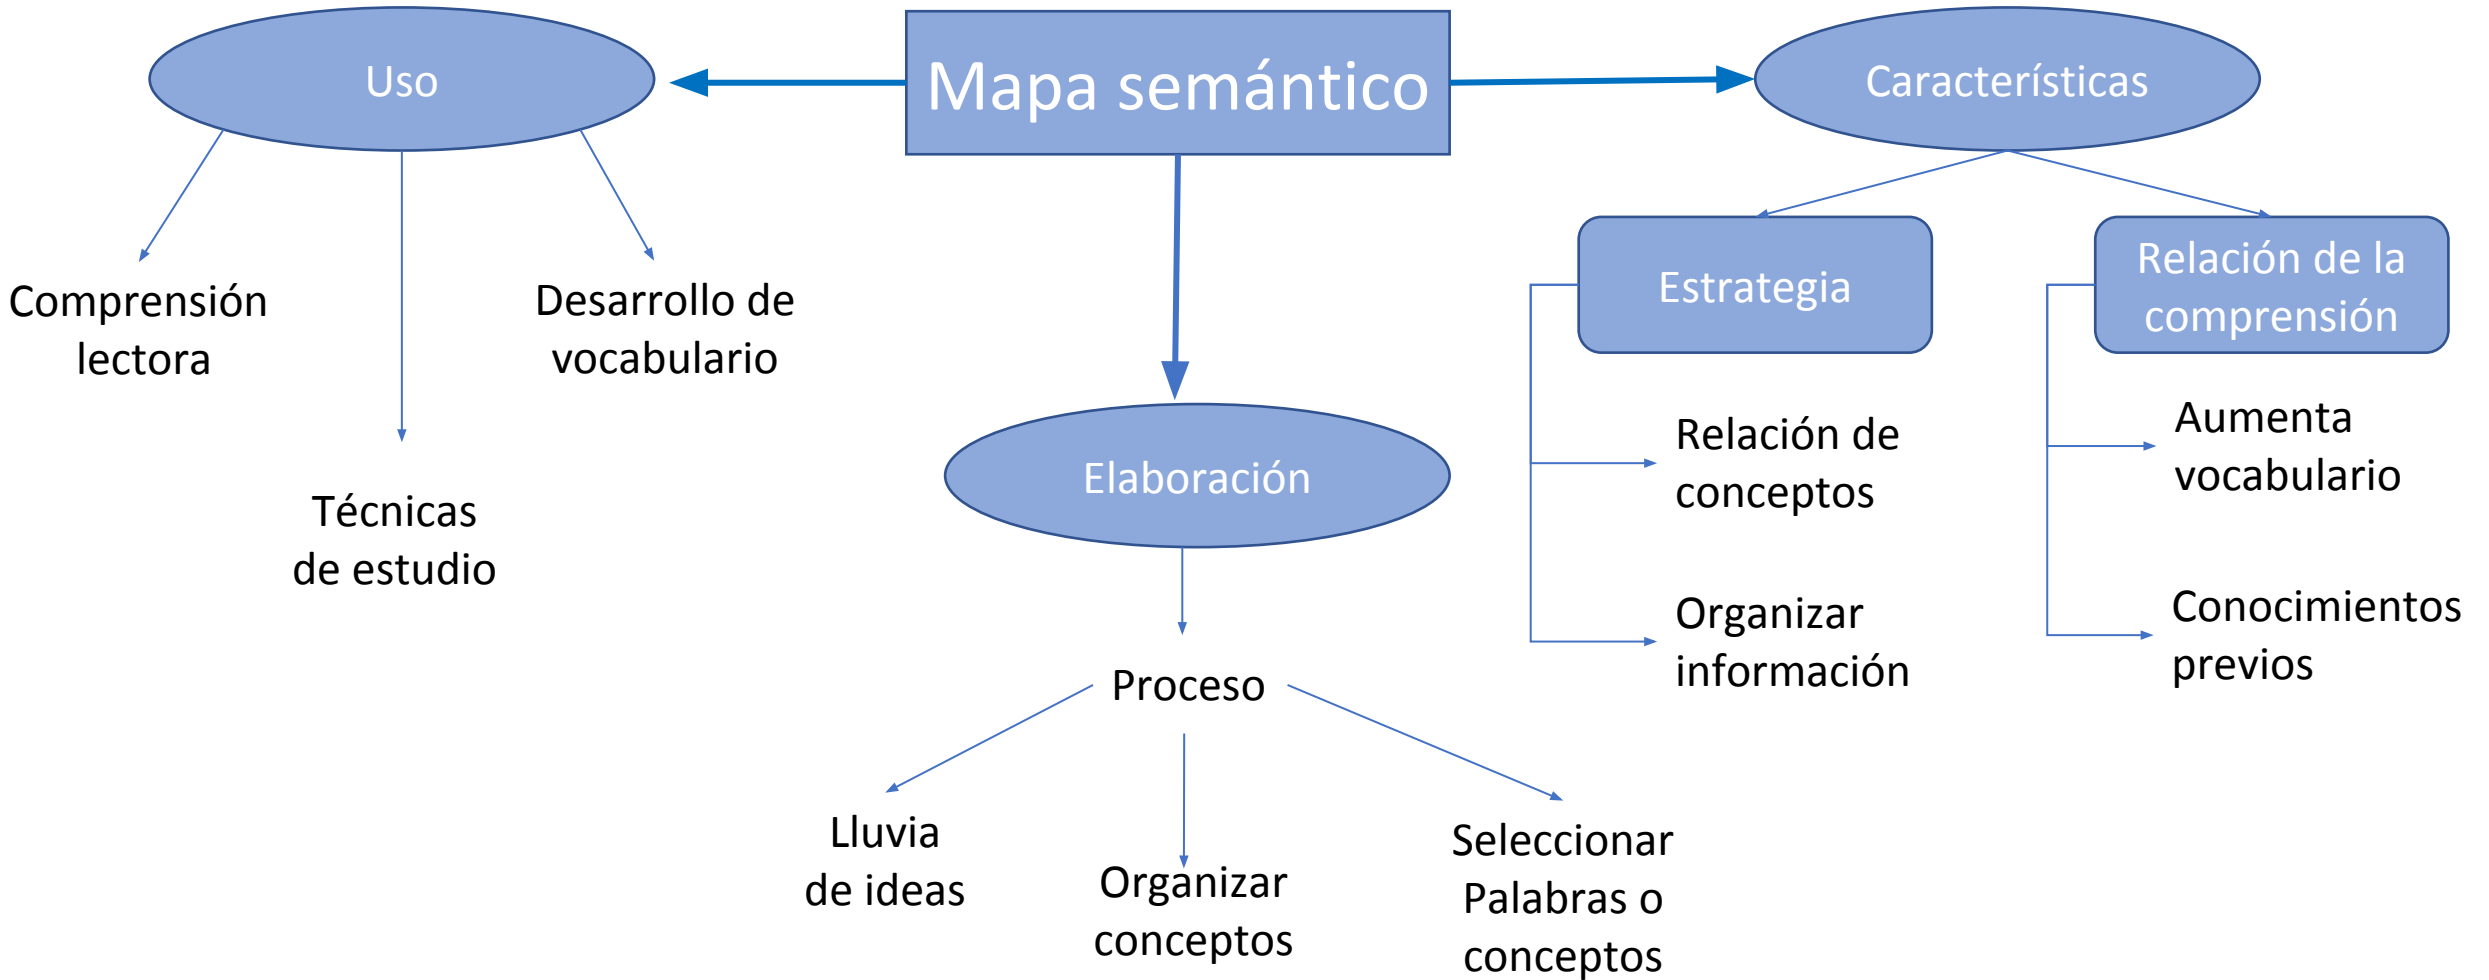 Mapa semántico
Uso
Comprensión
lectora
Técnicas
de estudio
Desarrollo de
vocabulario
Elaboración
Proceso
Lluvia
de ideas
Organizar
conceptos
Seleccionar
Palabras o
conceptos
Características
Estrategia
Relación de
conceptos
Organizar
información
Relación de la
comprensión
Aumenta
vocabulario
Conocimientos
previos